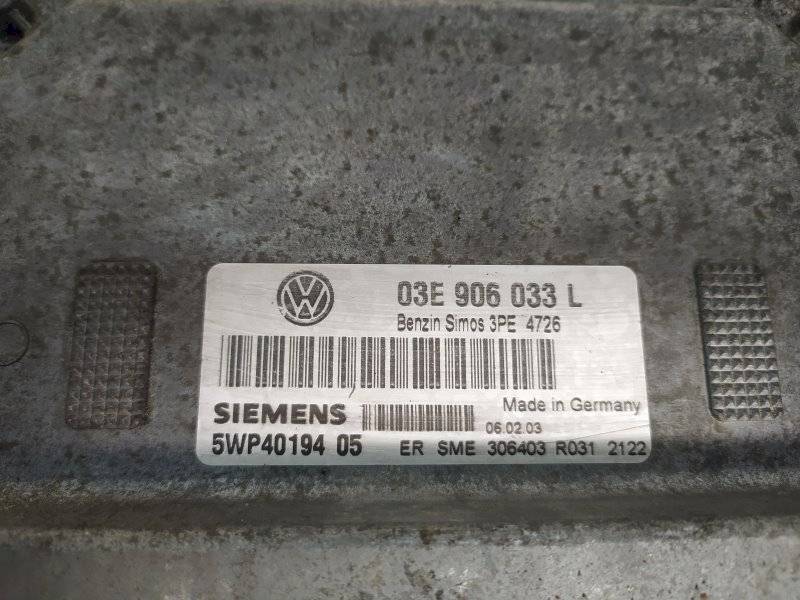 03E 906 033 L
Benzin Simos 3PE 4726
Made in Germany
SIEMENS
06.02.03
5WP40194 05 ER SME 306403 R031 2122